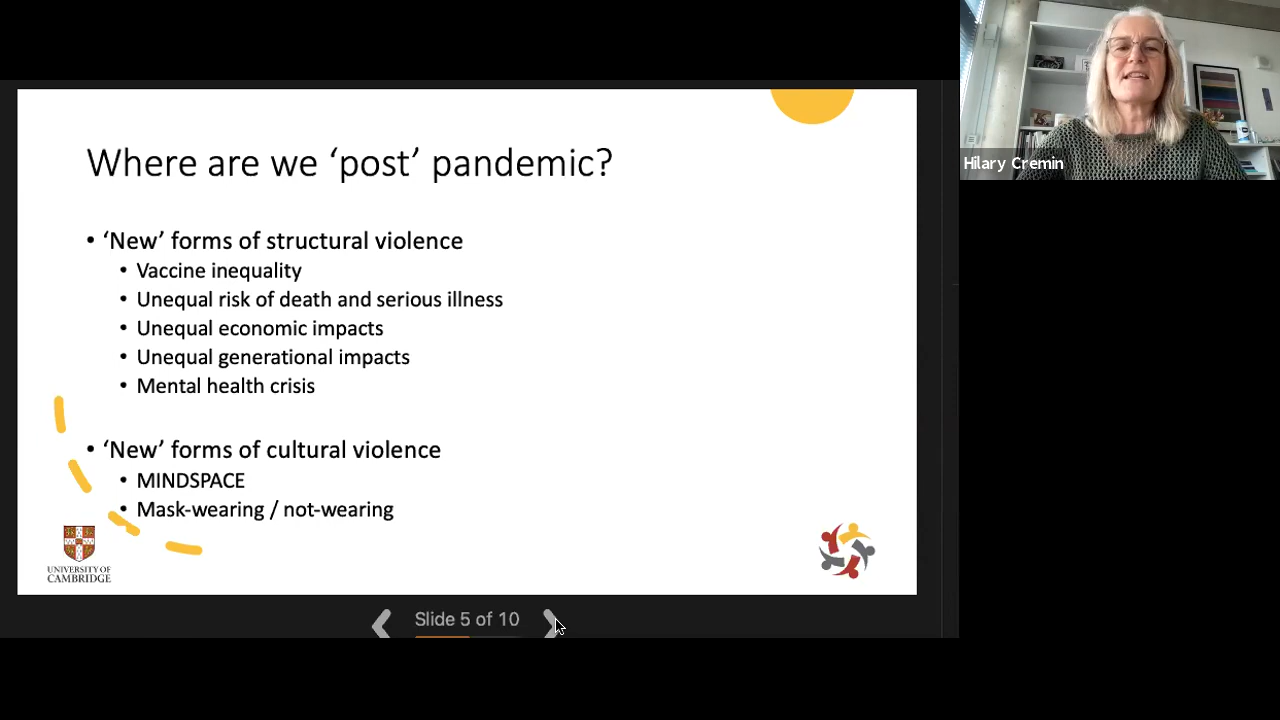 Where are we ‘post’ pandemic?
• ‘New’ forms of structural violence
• Vaccine inequality
• Unequal risk of death and serious illness
• Unequal economic impacts
• Unequal generational impacts
• Mental health crisis
• ‘New’ forms of cultural violence
• MINDSPACE
• Mask-wearing / not-wearing
UNIVERSITY OF
CAMBRIDGE
Slide 5 of 10
Hilary Cremin